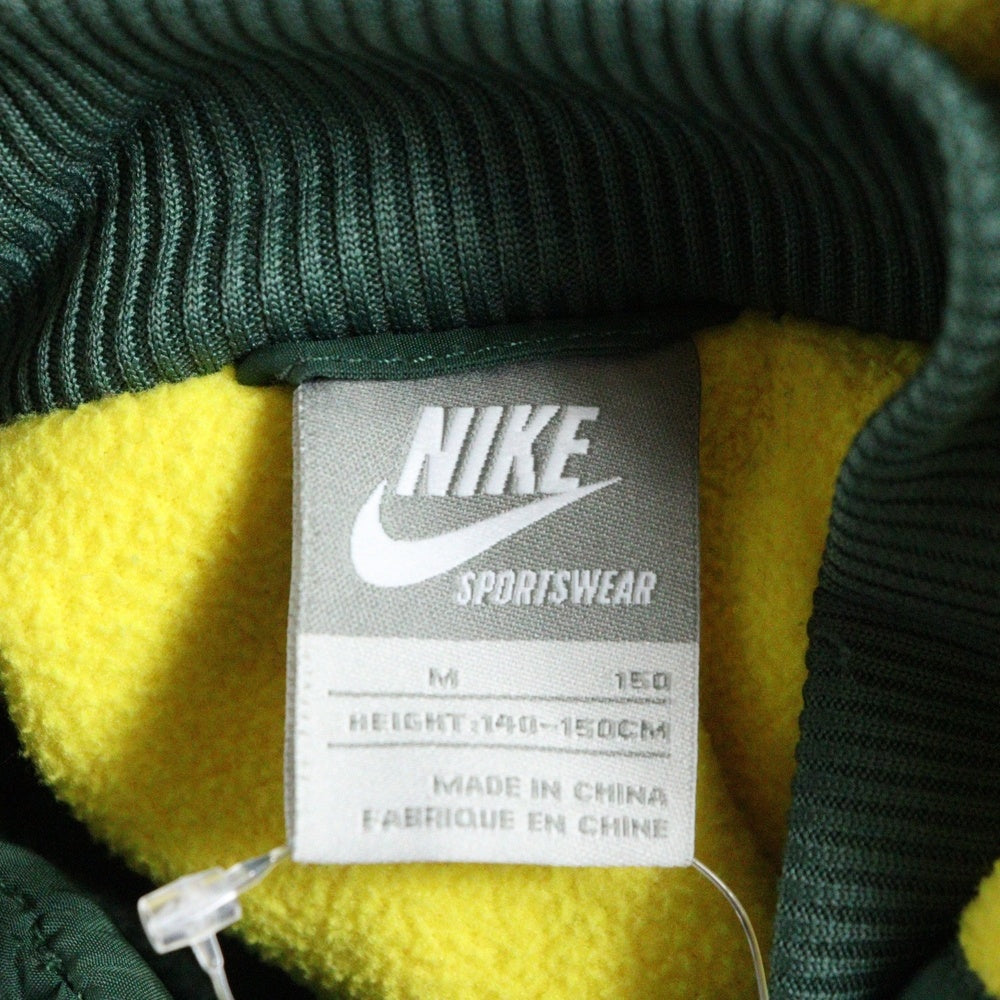 NIKE
SPORTSWEAR
M 150
HEIGHT:140-150CM
MADE IN CHINA
FABRIQUE EN CHINE